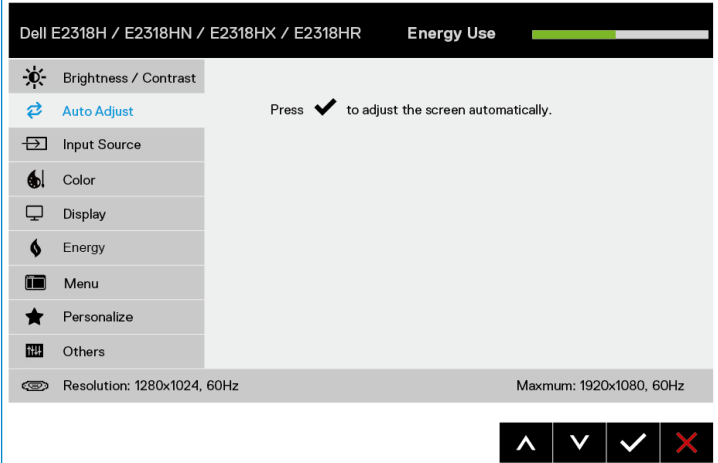 Dell E2318H / E2318HN / E2318HX / E2318HR Energy Use
Brightness / Contrast
Auto Adjust
Press ✔ to adjust the screen automatically.
Input Source
Color
Display
Energy
Menu
Personalize
Others
Resolution: 1280x1024, 60Hz Maxmum: 1920x1080, 60Hz